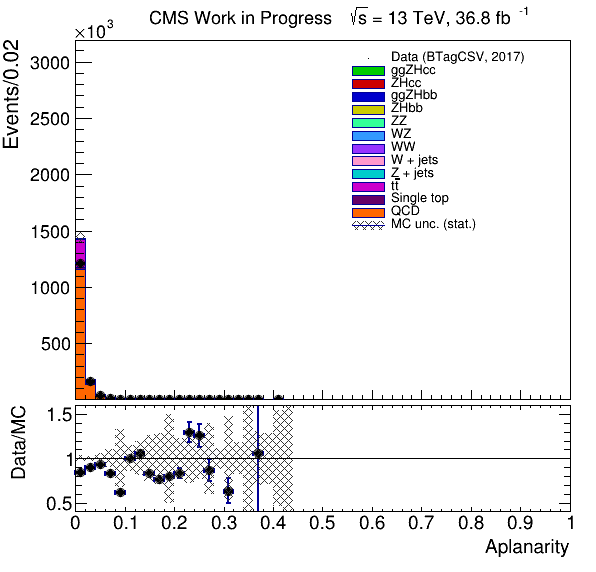 CMS Work in Progress √s = 13 TeV, 36.8 fb⁻¹
×10³
Events/0.02
3000
2500
2000
1500
1000
500
Data (BTagCSV, 2017)
ggZHcc
ZHcc
ggZHbb
ZHbb
ZZ
WZ
WW
W + jets
Z + jets
tt̅
Single top
QCD
MC unc. (stat.)
Data/MC
1.5
1
0.5
0 0.1 0.2 0.3 0.4 0.5 0.6 0.7 0.8 0.9 1
Aplanarity